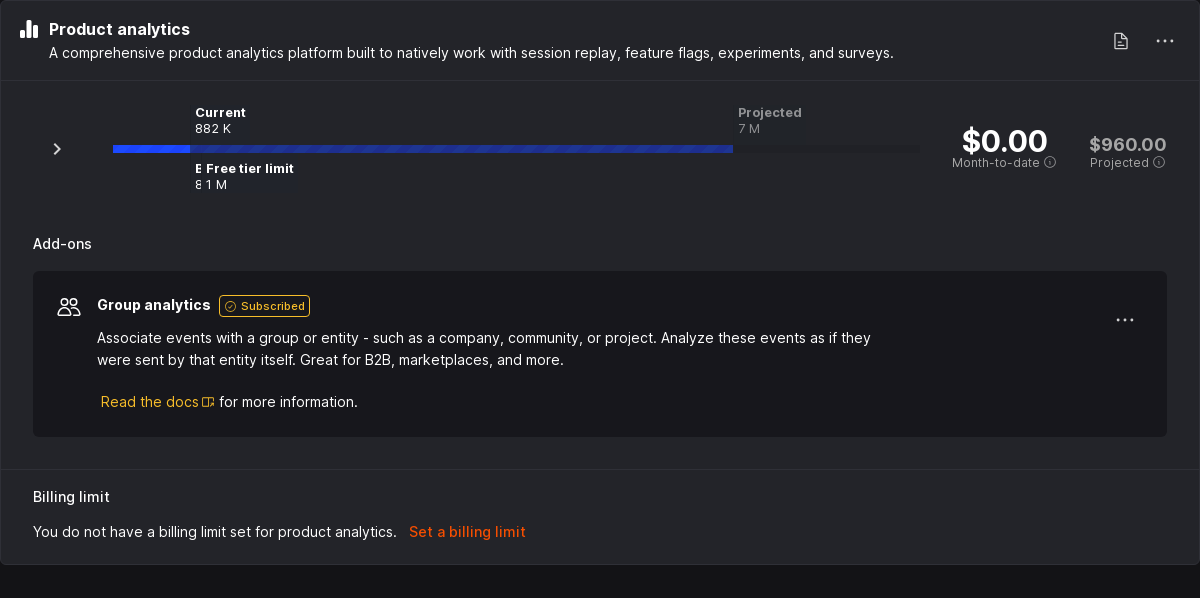 Product analytics
A comprehensive product analytics platform built to natively work with session replay, feature flags, experiments, and surveys.
Current
882 K
Projected
7 M
Free tier limit
1 M
$0.00
Month-to-date
$960.00
Projected
Add-ons
Group analytics Subscribed
Associate events with a group or entity - such as a company, community, or project. Analyze these events as if they
were sent by that entity itself. Great for B2B, marketplaces, and more.
Read the docs for more information.
Billing limit
You do not have a billing limit set for product analytics. Set a billing limit